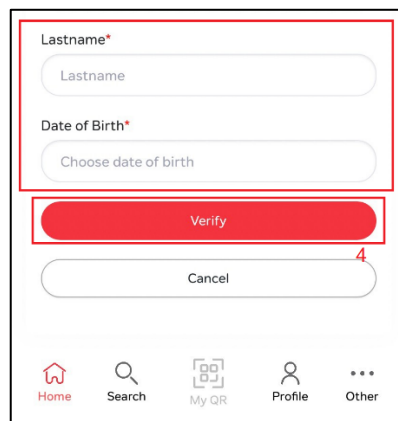 Lastname*
Lastname
Date of Birth*
Choose date of birth
Verify
4
Cancel
Home Search My QR Profile Other